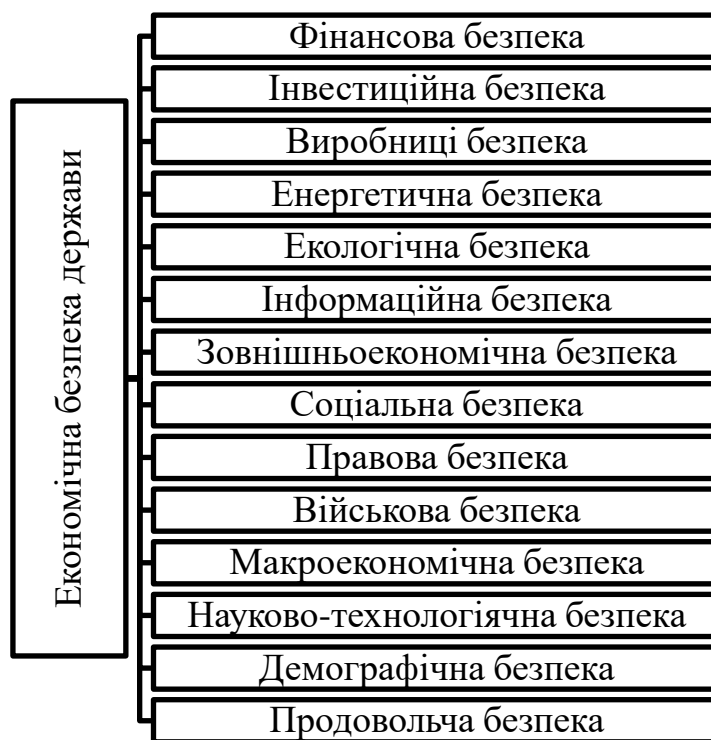 Економічна безпека держави
Фінансова безпека
Інвестиційна безпека
Виробниці безпека
Енергетична безпека
Екологічна безпека
Інформаційна безпека
Зовнішньоекономічна безпека
Соціальна безпека
Правова безпека
Військова безпека
Макроекономічна безпека
Науково-технологіячна безпека
Демографічна безпека
Продовольча безпека